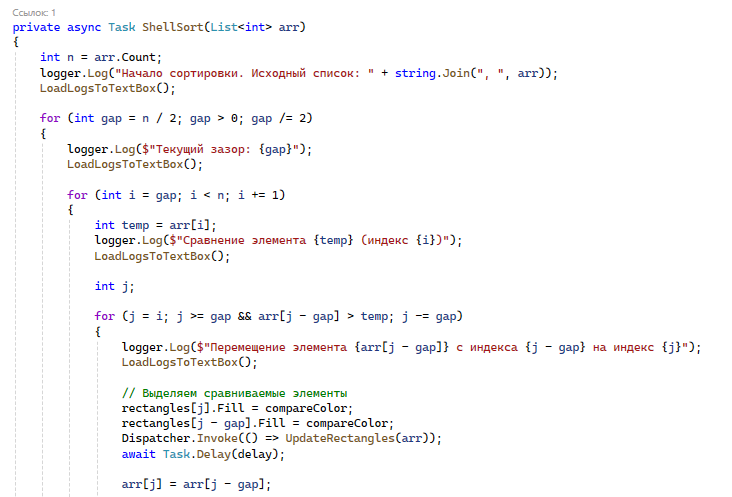 Ссылок: 1
private async Task ShellSort(List<int> arr)
{
    int n = arr.Count;
    logger.Log("Начало сортировки. Исходный список: " + string.Join(", ", arr));
    LoadLogsToTextBox();

    for (int gap = n / 2; gap > 0; gap /= 2)
    {
        logger.Log($"Текущий зазор: {gap}");
        LoadLogsToTextBox();

        for (int i = gap; i < n; i += 1)
        {
            int temp = arr[i];
            logger.Log($"Сравнение элемента {temp} (индекс {i})");
            LoadLogsToTextBox();

            int j;

            for (j = i; j >= gap && arr[j - gap] > temp; j -= gap)
            {
                logger.Log($"Перемещение элемента {arr[j - gap]} с индекса {j - gap} на индекс {j}");
                LoadLogsToTextBox();

                // Выделяем сравниваемые элементы
                rectangles[j].Fill = compareColor;
                rectangles[j - gap].Fill = compareColor;
                Dispatcher.Invoke(() => UpdateRectangles(arr));
                await Task.Delay(delay);

                arr[j] = arr[j - gap];